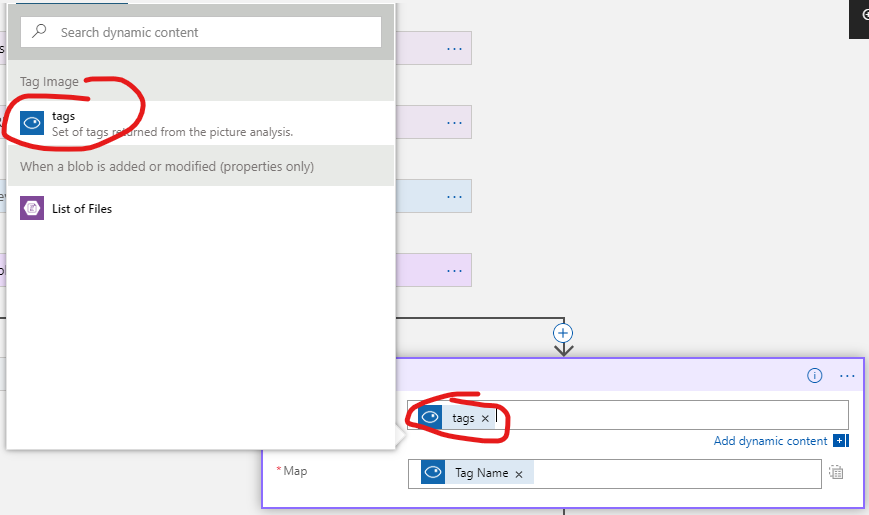 Search dynamic content
Tag Image
tags
Set of tags returned from the picture analysis.
When a blob is added or modified (properties only)
List of Files
tags ×
Add dynamic content
*Map
Tag Name ×